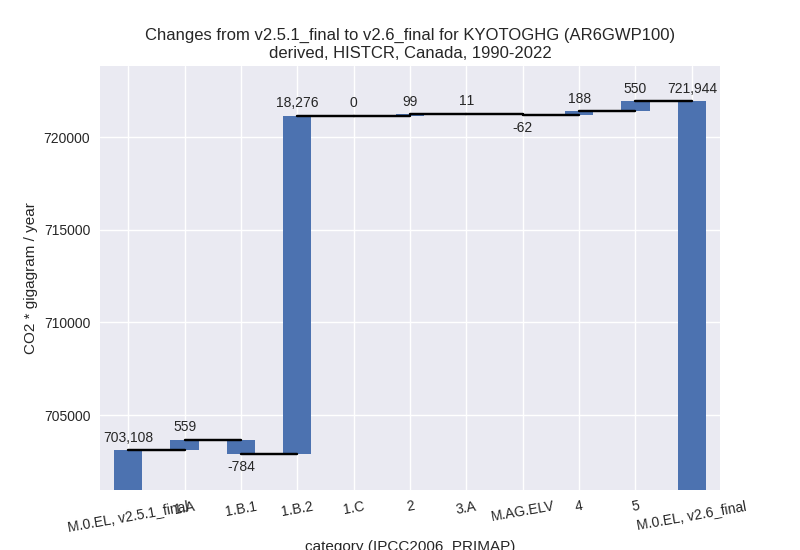 Changes from v2.5.1_final to v2.6_final for KYOTOGHG (AR6GWP100)
derived, HISTCR, Canada, 1990-2022
18,276
0
99
11
-62
188
550
721,944
720000
715000
710000
705000
CO2 * gigagram / year
703,108
559
-784
M.0.EL, v2.5.1_final
1.A
1.B.1
1.B.2
1.C
2
3.A
M.AG.ELV
4
5
M.0.EL, v2.6_final
category (IPCC2006_PRIMAP)